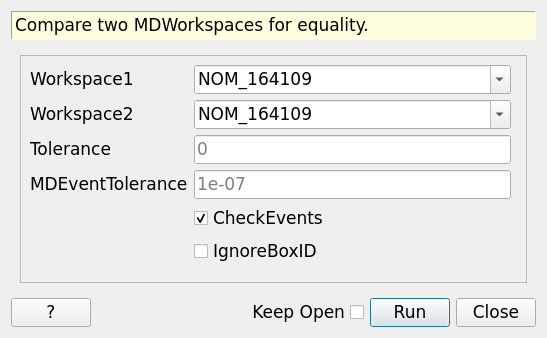 Compare two MDWorkspaces for equality.
Workspace1 NOM_164109
Workspace2 NOM_164109
Tolerance 0
MDEventTolerance 1e-07
CheckEvents
IgnoreBoxID
? Keep Open Run Close